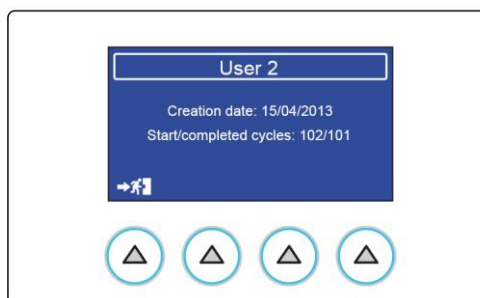 User 2
Creation date: 15/04/2013
Start/completed cycles: 102/101